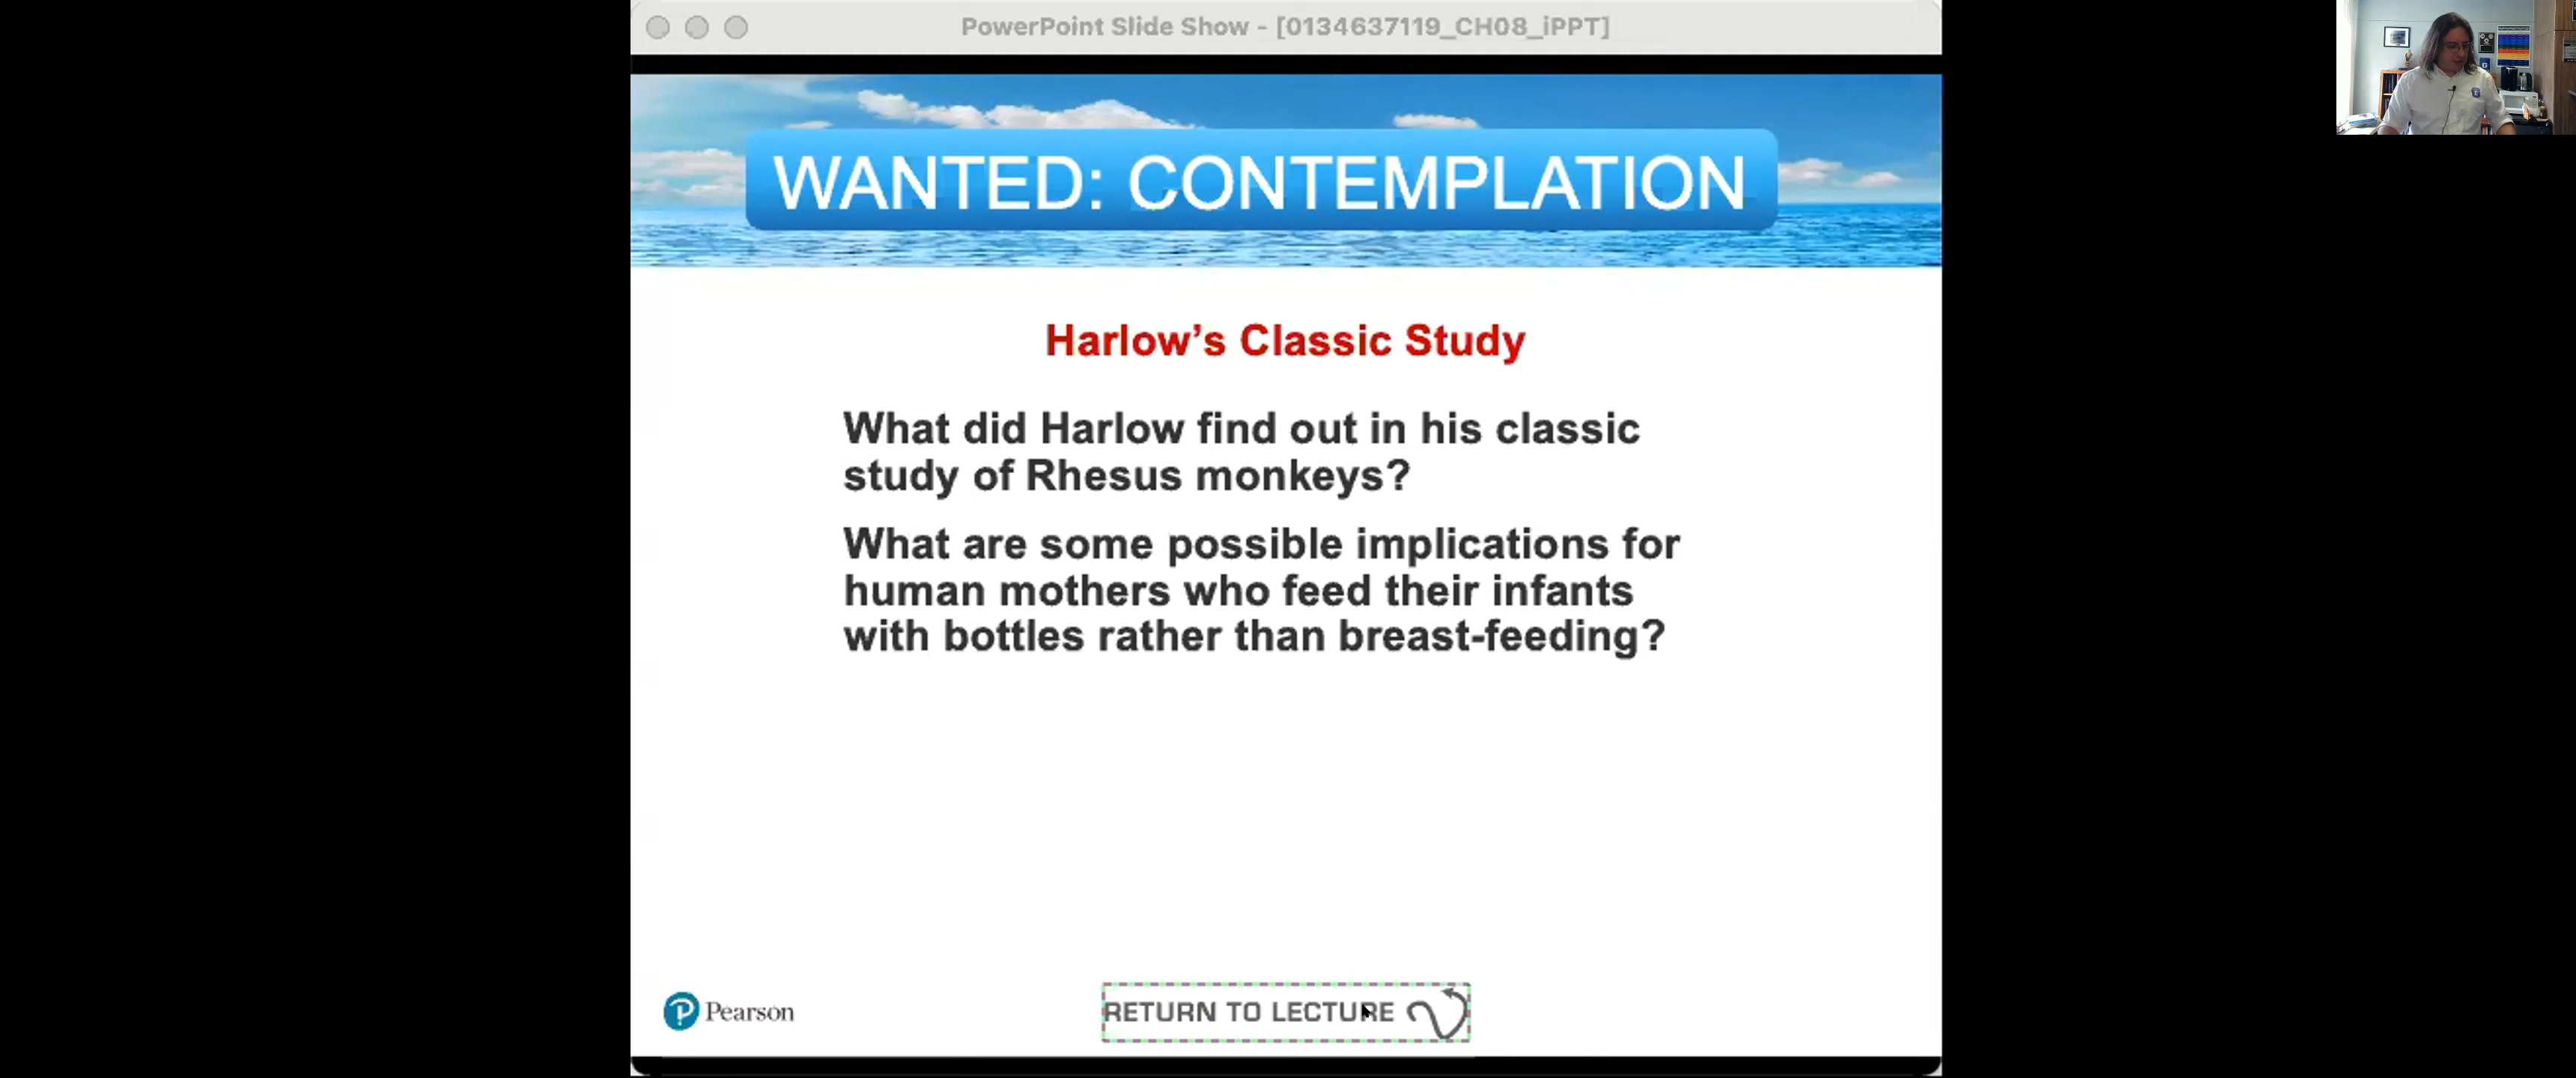 PowerPoint Slide Show - [0134637119_CH08_iPPT]
WANTED: CONTEMPLATION
Harlow’s Classic Study
What did Harlow find out in his classic
study of Rhesus monkeys?
What are some possible implications for
human mothers who feed their infants
with bottles rather than breast-feeding?
Pearson
RETURN TO LECTURE